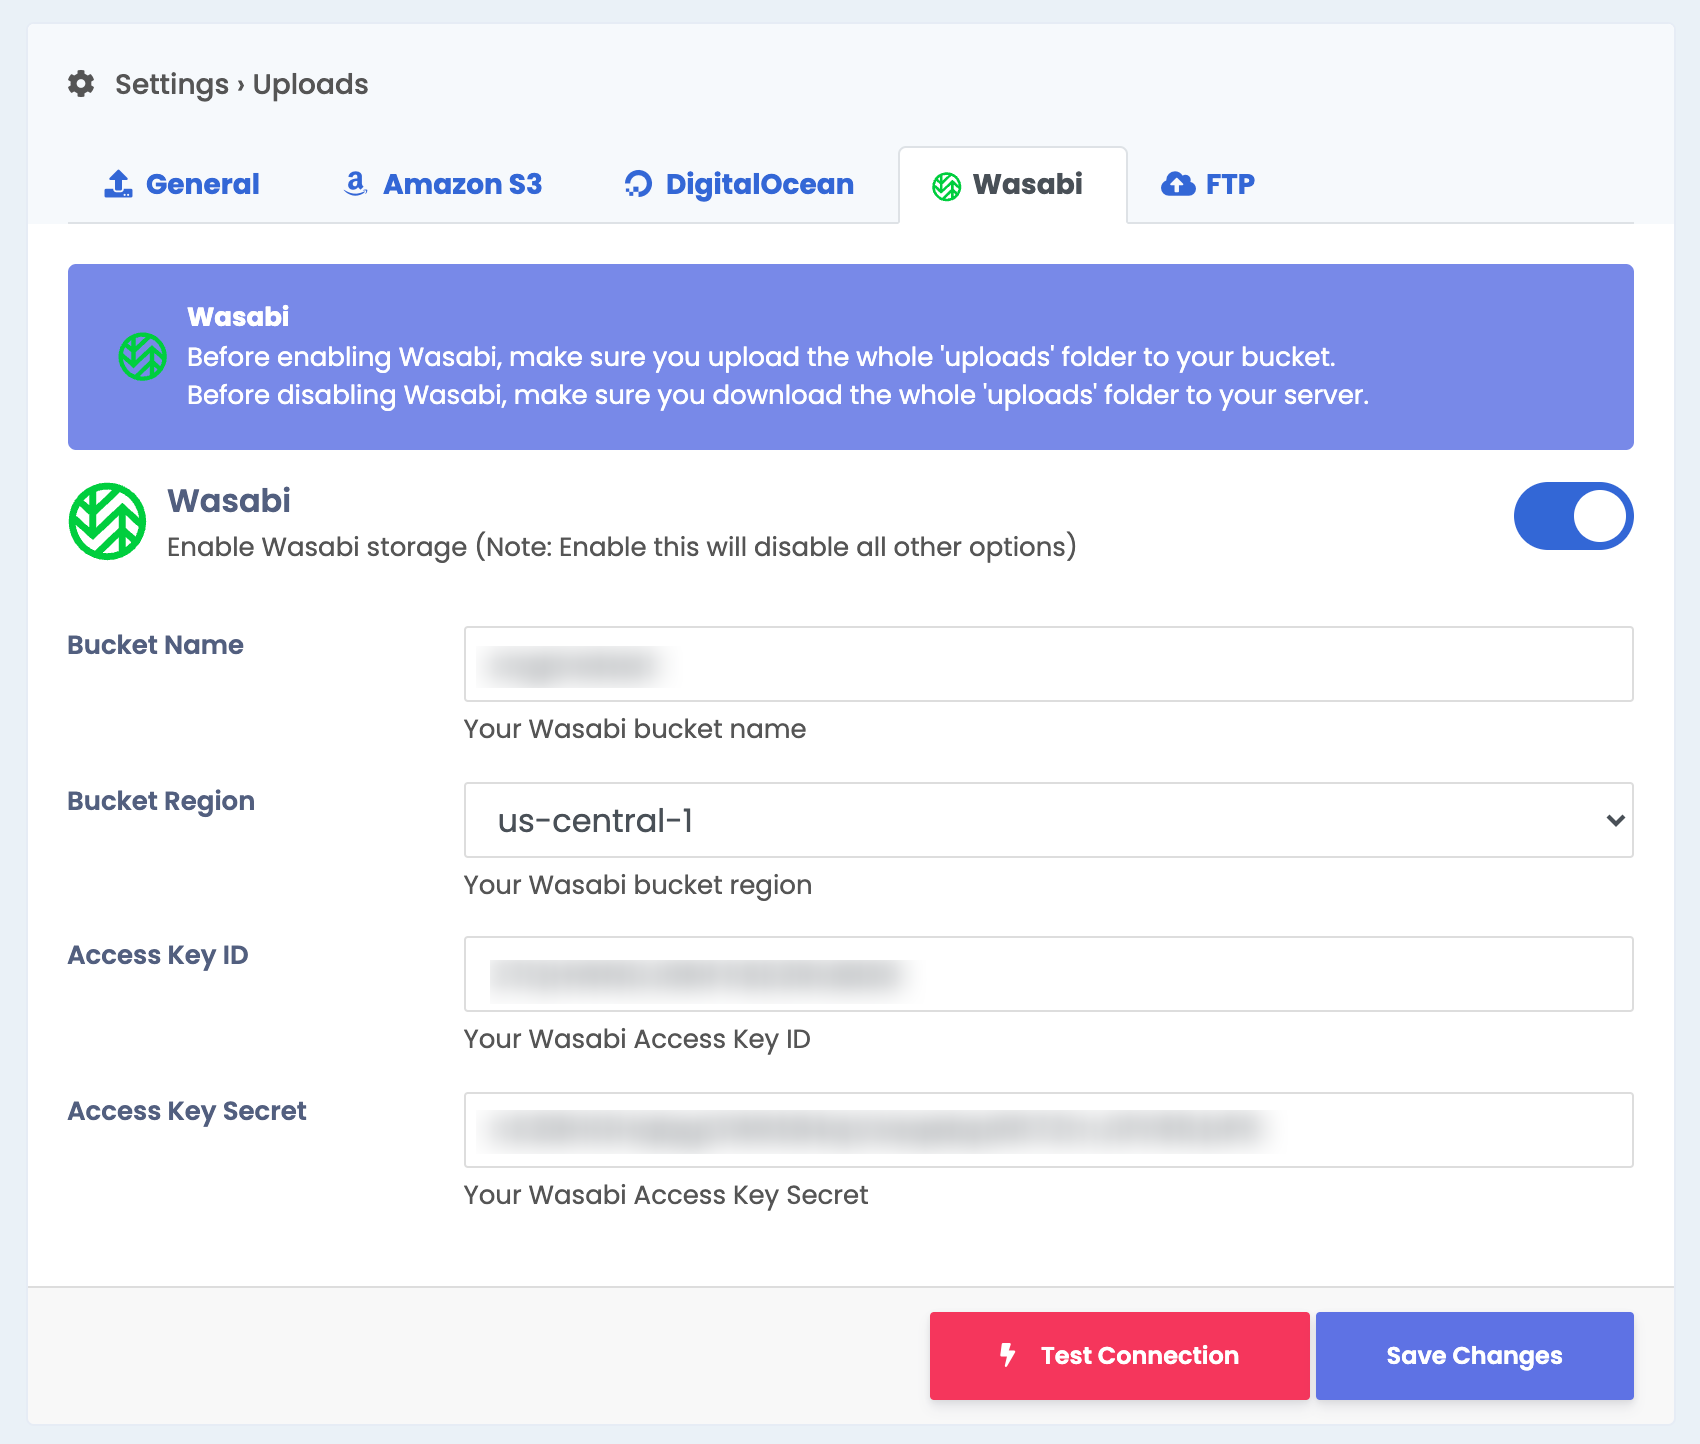 Settings › Uploads
General
Amazon S3
DigitalOcean
Wasabi
FTP
Wasabi
Before enabling Wasabi, make sure you upload the whole 'uploads' folder to your bucket.
Before disabling Wasabi, make sure you download the whole 'uploads' folder to your server.
Wasabi
Enable Wasabi storage (Note: Enable this will disable all other options)
Bucket Name
Your Wasabi bucket name
Bucket Region
us-central-1
Your Wasabi bucket region
Access Key ID
Your Wasabi Access Key ID
Access Key Secret
Your Wasabi Access Key Secret
Test Connection
Save Changes